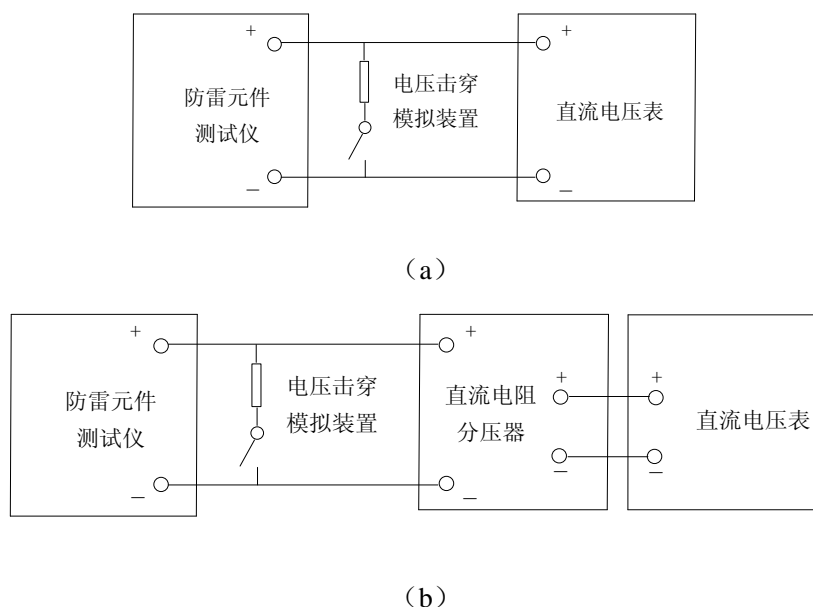 +
+
防雷元件
测试仪
电压击穿
模拟装置
直流电压表
—
—
（a）
+
+
防雷元件
测试仪
电压击穿
模拟装置
直流电阻
分压器
+
+
直流电压表
—
—
—
—
（b）